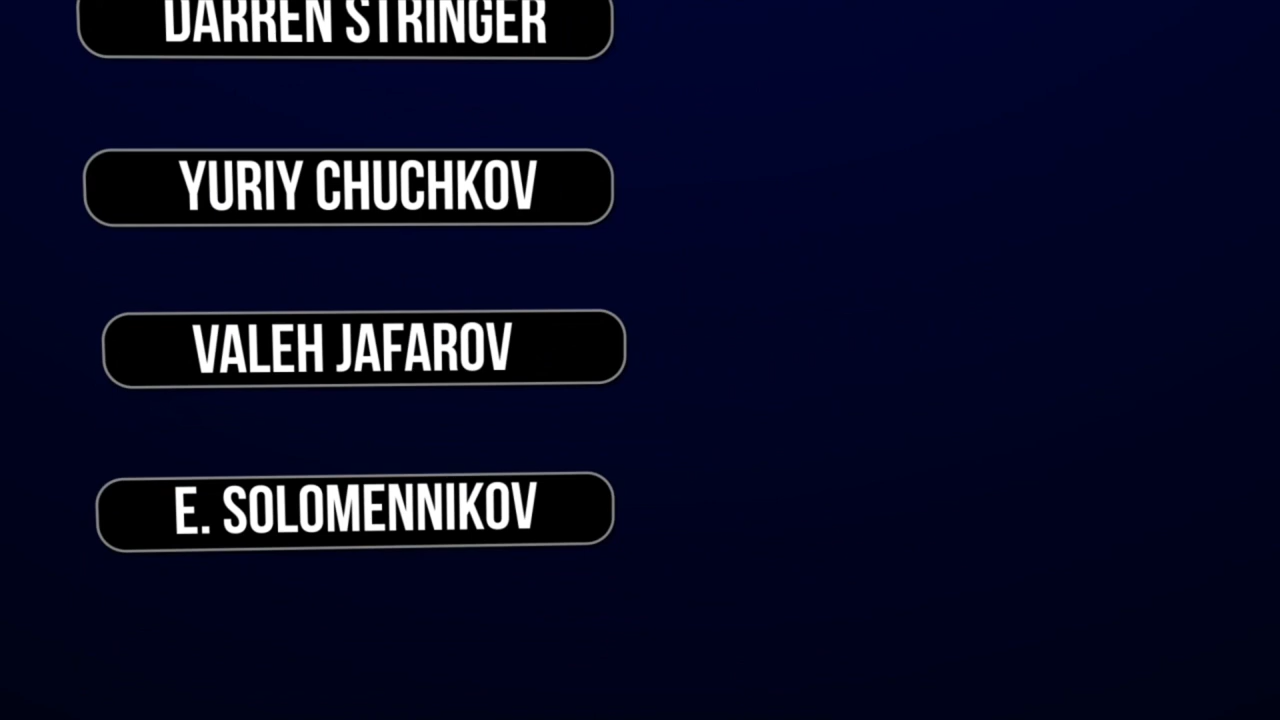 DARREN STRINGER
YURIY CHUCHKOV
VALEH JAFAROV
E. SOLOMENNIKOV